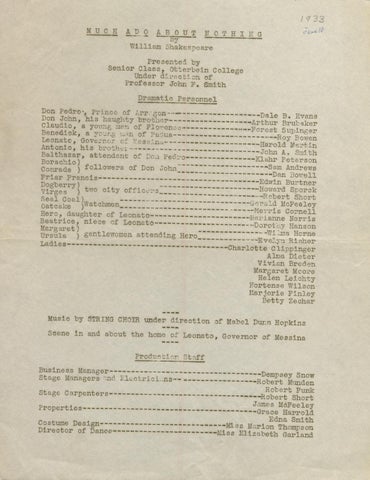 1933
MUCH ADO ABOUT NOTHING
By
William Shakespeare
Presented by
Senior Class, Otterbein College
Under direction of
Professor John F. Smith
Dramatic Personnel
Don Pedro, Prince of Arragon---Dale B. Evans
Don John, his haughty brother---Arthur Brubaker
Claudio, a young man of Florence---Forest Supinger
Benedick, a young man of Padua---Roy Bowen
Leonato, Governor of Messina---Harold Martin
Antonio, his brother---John A. Smith
Balthazar, attendant of Don Pedro---Klahr Peterson
Borachio) followers of Don John---Sam Andrews
Conrade )---Dan Bowell
Friar Francis---Edwin Burtner
Dogberry) two city officers---Howard Sporck
Virges )---Robert Short
Seal Coal) Watchmen---Gerald McFeeley
Oatcake )---Morris Cornell
Hero, daughter of Leonato---Marianne Norris
Beatrice, niece of Leonato---Dorothy Hanson
Margaret) gentlewomen attending Hero---Wilma Horne
Ursula )---Evelyn Richer
Ladies---Charlotte Clippinger
Alma Dieter
Vivian Breden
Margaret Moore
Helen Leichty
Hortense Wilson
Marjorie Finley
Betty Zechar
----
Music by STRING CHOIR under direction of Mabel Dunn Hopkins
----
Scene in and about the home of Leonato, Governor of Messina
----
Production Staff
Business Manager---Dempsey Snow
Stage Managers and Electricians---Robert Munden
Robert Funk
Stage Carpenters---Robert Short
James McFeeley
Properties---Grace Harrold
Edna Smith
Costume Design---Miss Marion Thompson
Director of Dance---Miss Elizabeth Garland